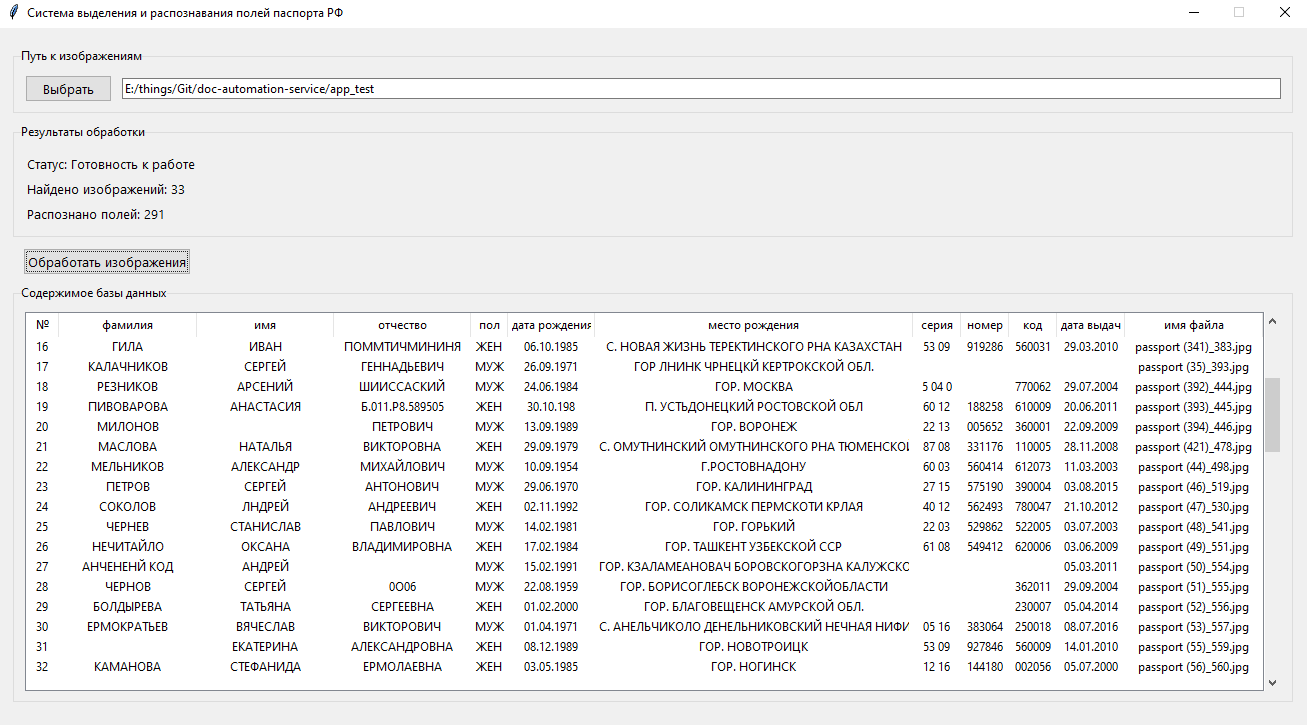 Система выделения и распознавания полей паспорта РФ
Путь к изображениям
Выбрать E:/things/Git/doc-automation-service/app_test
Результаты обработки
Статус: Готовность к работе
Найдено изображений: 33
Распознано полей: 291
Обработать изображения
Содержимое базы данных
№ фамилия имя отчество пол дата рождения место рождения серия номер код дата выдач имя файла
16 ГИЛА ИВАН ПОММТИЧМИНИНЯ ЖЕН 06.10.1985 С. НОВАЯ ЖИЗНЬ ТЕРЕКТИНСКОГО РНА КАЗАХСТАН 53 09 919286 560031 29.03.2010 passport (341)_383.jpg
17 КАЛАЧНИКОВ СЕРГЕЙ ГЕННАДЬЕВИЧ МУЖ 26.09.1971 ГОР ЛНИНК ЧРНЕЦКЙ КЕРТРОКСКОЙ ОБЛ. passport (35)_393.jpg
18 РЕЗНИКОВ АРСЕНИЙ ШИИССАСКИЙ МУЖ 24.06.1984 ГОР. МОСКВА 5 04 0 770062 29.07.2004 passport (392)_444.jpg
19 ПИВОВАРОВА АНАСТАСИЯ Б.011.Р8.589505 ЖЕН 30.10.198 П. УСТЬДОНЕЦКИЙ РОСТОВСКОЙ ОБЛ 60 12 188258 610009 20.06.2011 passport (393)_445.jpg
20 МИЛОНОВ ПЕТРОВИЧ МУЖ 13.09.1989 ГОР. ВОРОНЕЖ 22 13 005652 360001 22.09.2009 passport (394)_446.jpg
21 МАСЛОВА НАТАЛЬЯ ВИКТОРОВНА ЖЕН 29.09.1979 С. ОМУТНИНСКИЙ ОМУТНИНСКОГО РНА ТЮМЕНСКОЙ 87 08 331176 110005 28.11.2008 passport (421)_478.jpg
22 МЕЛЬНИКОВ АЛЕКСАНДР МИХАЙЛОВИЧ МУЖ 10.09.1954 Г.РОСТОВНАДОНУ 60 03 560414 612073 11.03.2003 passport (44)_498.jpg
23 ПЕТРОВ СЕРГЕЙ АНТОНОВИЧ МУЖ 29.06.1970 ГОР. КАЛИНИНГРАД 27 15 575190 390004 03.08.2015 passport (46)_519.jpg
24 СОКОЛОВ ЛНДРЕЙ АНДРЕЕВИЧ ЖЕН 02.11.1992 ГОР. СОЛИКАМСК ПЕРМСКОТИ КРЛАЯ 40 12 562493 780047 21.10.2012 passport (47)_530.jpg
25 ЧЕРНЕВ СТАНИСЛАВ ПАВЛОВИЧ МУЖ 14.02.1981 ГОР. ГОРЬКИЙ 22 03 529862 522005 03.07.2003 passport (48)_541.jpg
26 НЕЧИТАЙЛО ОКСАНА ВЛАДИМИРОВНА ЖЕН 17.02.1984 ГОР. ТАШКЕНТ УЗБЕКСКОЙ ССР 61 08 549412 620006 03.06.2009 passport (49)_551.jpg
27 АНЧЕНЕНЙ КОД АНДРЕЙ МУЖ 15.02.1991 ГОР. КЗАЛАМЕАНОВАЧ БОРОВСКОГОРЗНА КАЛУЖСКО 05.03.2011 passport (50)_554.jpg
28 ЧЕРНОВ СЕРГЕЙ 0О06 МУЖ 22.08.1959 ГОР. БОРИСОГЛЕБСК ВОРОНЕЖСКОЙОБЛАСТИ 362011 29.09.2004 passport (51)_555.jpg
29 БОЛДЫРЕВА ТАТЬЯНА СЕРГЕЕВНА ЖЕН 01.02.2000 ГОР. БЛАГОВЕЩЕНСК АМУРСКОЙ ОБЛ. 230007 05.04.2014 passport (52)_556.jpg
30 ЕРМОКРАТЬЕВ ВЯЧЕСЛАВ ВИКТОРОВИЧ МУЖ 01.04.1971 С. АНЕЛЬЧИКОЛО ДЕНЕЛЬНИКОВСКИЙ НЕЧНАЯ НИФИ 05 16 383064 250018 08.07.2016 passport (53)_557.jpg
31 ЕКАТЕРИНА АЛЕКСАНДРОВНА ЖЕН 08.12.1989 ГОР. НОВОТРОИЦК 53 09 927846 560009 14.01.2010 passport (55)_559.jpg
32 КАМАНОВА СТЕФАНИДА ЕРМОЛАЕВНА ЖЕН 03.05.1985 ГОР. НОГИНСК 12 16 144180 002056 05.07.2000 passport (56)_560.jpg